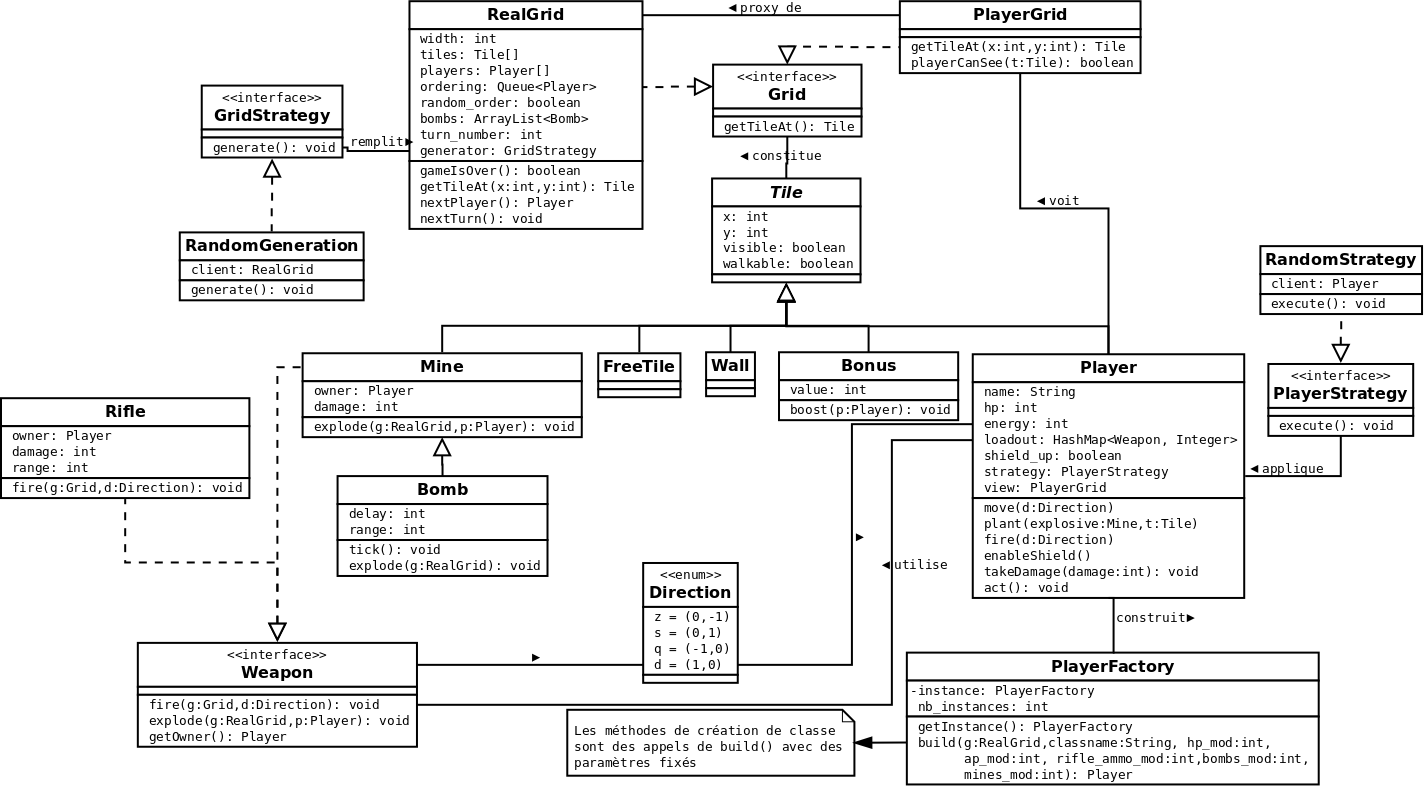 RealGrid
width: int
tiles: Tile[]
players: Player[]
ordering: Queue<Player>
random_order: boolean
bombs: ArrayList<Bomb>
turn_number: int
generator: GridStrategy
gameIsOver(): boolean
getTileAt(x:int,y:int): Tile
nextPlayer(): Player
nextTurn(): void
◄ proxy de
PlayerGrid
getTileAt(x:int,y:int): Tile
playerCanSee(t:Tile): boolean
<<interface>>
Grid
getTileAt(): Tile
<<interface>>
GridStrategy
generate(): void
remplit►
◄ constitue
Tile
x: int
y: int
visible: boolean
walkable: boolean
◄ voit
RandomGeneration
client: RealGrid
generate(): void
RandomStrategy
client: Player
execute(): void
<<interface>>
PlayerStrategy
execute(): void
◄ applique
Mine
owner: Player
damage: int
explode(g:RealGrid,p:Player): void
FreeTile
Wall
Bonus
value: int
boost(p:Player): void
Player
name: String
hp: int
energy: int
loadout: HashMap<Weapon, Integer>
shield_up: boolean
strategy: PlayerStrategy
view: PlayerGrid
move(d:Direction)
plant(explosive:Mine,t:Tile)
fire(d:Direction)
enableShield()
takeDamage(damage:int): void
act(): void
Rifle
owner: Player
damage: int
range: int
fire(g:Grid,d:Direction): void
Bomb
delay: int
range: int
tick(): void
explode(g:RealGrid): void
►
◄utilise
<<enum>>
Direction
z = (0,-1)
s = (0,1)
q = (-1,0)
d = (1,0)
construit►
<<interface>>
Weapon
fire(g:Grid,d:Direction): void
explode(g:RealGrid,p:Player): void
getOwner(): Player
►
PlayerFactory
-instance: PlayerFactory
nb_instances: int
getInstance(): PlayerFactory
build(g:RealGrid,classname:String, hp_mod:int,
ap_mod:int, rifle_ammo_mod:int,bombs_mod:int,
mines_mod:int): Player
Les méthodes de création de classe
sont des appels de build() avec des
paramètres fixés